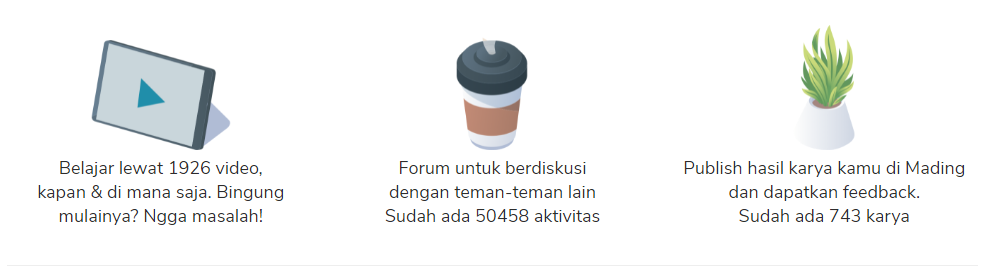 Belajar lewat 1926 video,
kapan & di mana saja. Bingung
mulainya? Ngga masalah!
Forum untuk berdiskusi
dengan teman-teman lain
Sudah ada 50458 aktivitas
Publish hasil karya kamu di Mading
dan dapatkan feedback.
Sudah ada 743 karya